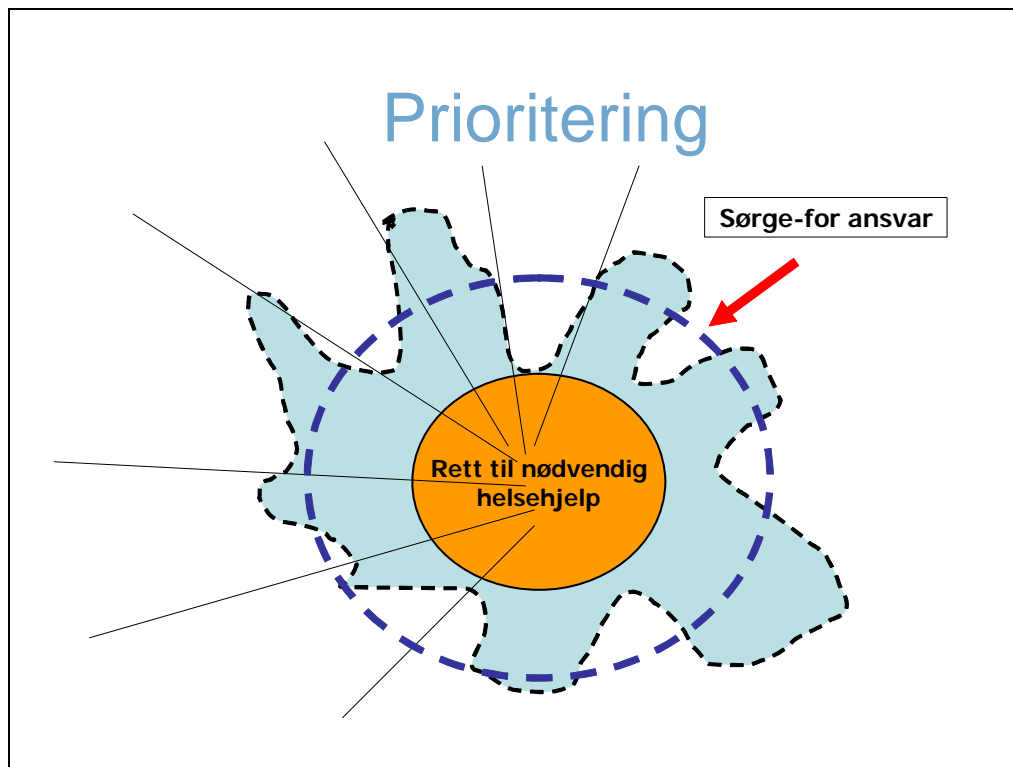 Prioritering
Sørge-for ansvar
Rett til nødvendig
helsehjelp